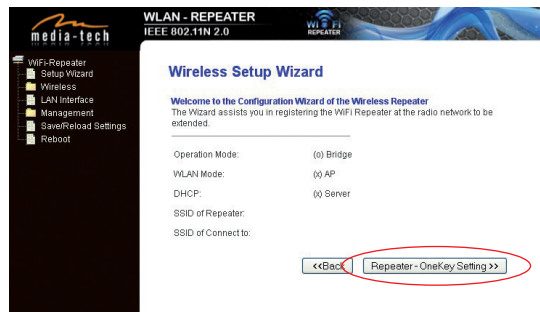 media-tech
WLAN - REPEATER
IEEE 802.11N 2.0
WI FI
REPEATER
WiFi-Repeater
Setup Wizard
Wireless
LAN Interface
Management
Save/Reload Settings
Reboot
Wireless Setup Wizard
Welcome to the Configuration Wizard of the Wireless Repeater
The Wizard assists you in registering the WiFi Repeater at the radio network to be
extended.
Operation Mode: (o) Bridge
WLAN Mode: (x) AP
DHCP: (x) Server
SSID of Repeater:
SSID of Connect to:
<<Back Repeater - OneKey Setting >>